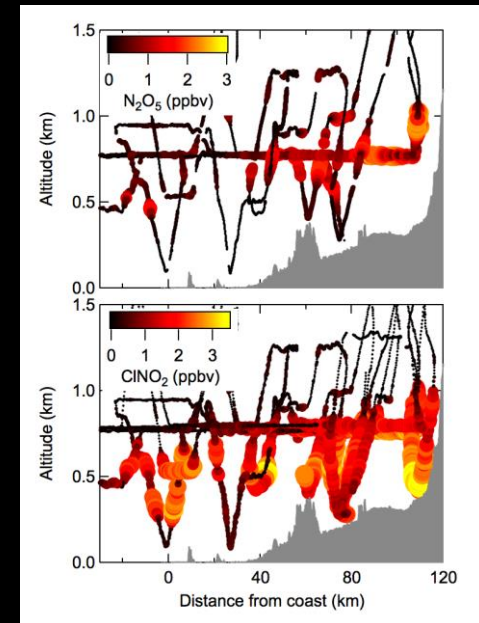 1.5
0 1 2 3
N₂O₅ (ppbv)
1.0
Altitude (km)
0.5
0.0
1.5
0 1 2 3
ClNO₂ (ppbv)
1.0
Altitude (km)
0.5
0.0
0 40 80 120
Distance from coast (km)